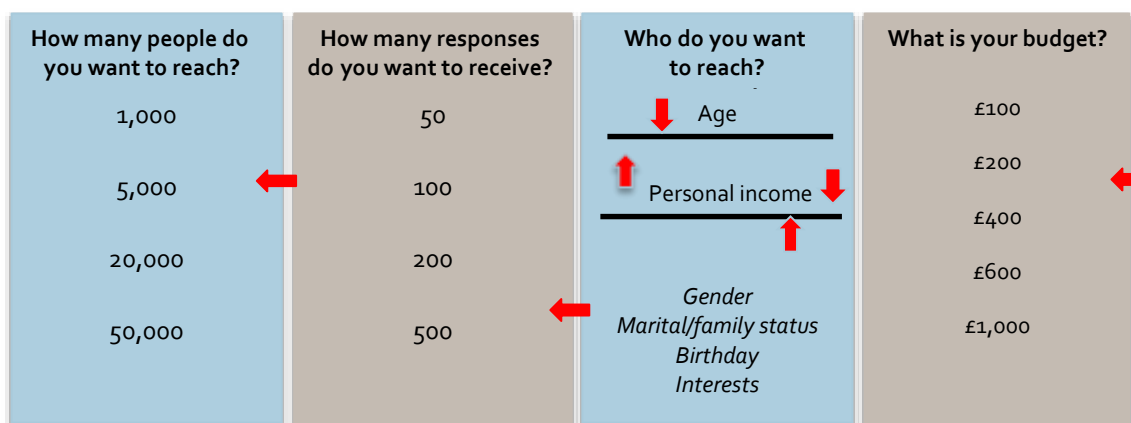 How many people do
you want to reach?
1,000
5,000
20,000
50,000
How many responses
do you want to receive?
50
100
200
500
Who do you want
to reach?
Age
Personal income
Gender
Marital/family status
Birthday
Interests
What is your budget?
£100
£200
£400
£600
£1,000